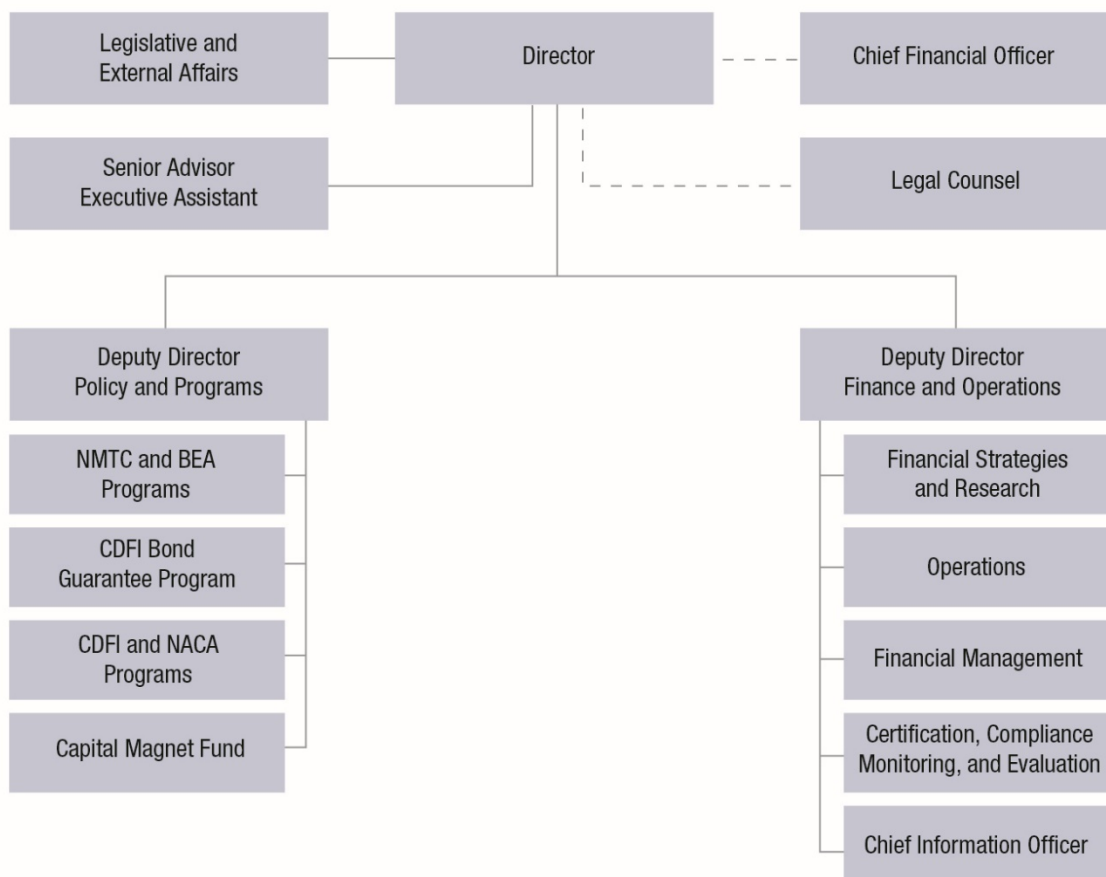 Legislative and
External Affairs
Director
Chief Financial Officer
Senior Advisor
Executive Assistant
Legal Counsel
Deputy Director
Policy and Programs
NMTC and BEA
Programs
CDFI Bond
Guarantee Program
CDFI and NACA
Programs
Capital Magnet Fund
Deputy Director
Finance and Operations
Financial Strategies
and Research
Operations
Financial Management
Certification, Compliance
Monitoring, and Evaluation
Chief Information Officer